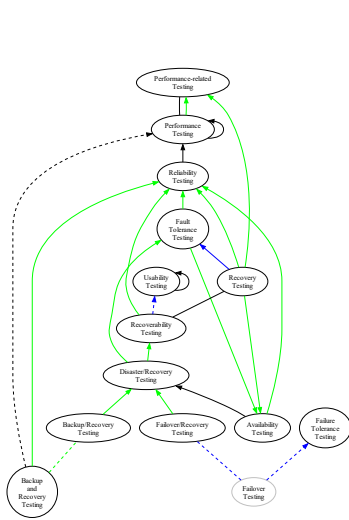 Performance-related
Testing
Performance
Testing
Reliability
Testing
Fault
Tolerance
Testing
Usability
Testing
Recovery
Testing
Recoverability
Testing
Disaster/Recovery
Testing
Backup/Recovery
Testing
Failover/Recovery
Testing
Availability
Testing
Failure
Tolerance
Testing
Backup
and
Recovery
Testing
Failover
Testing